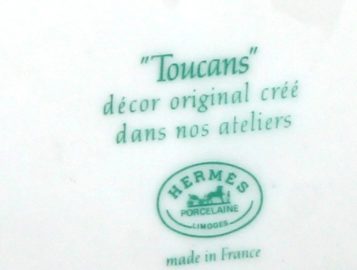 "Toucans"
décor original créé
dans nos ateliers
HERMES
PORCELAINE
LIMOGES
made in France